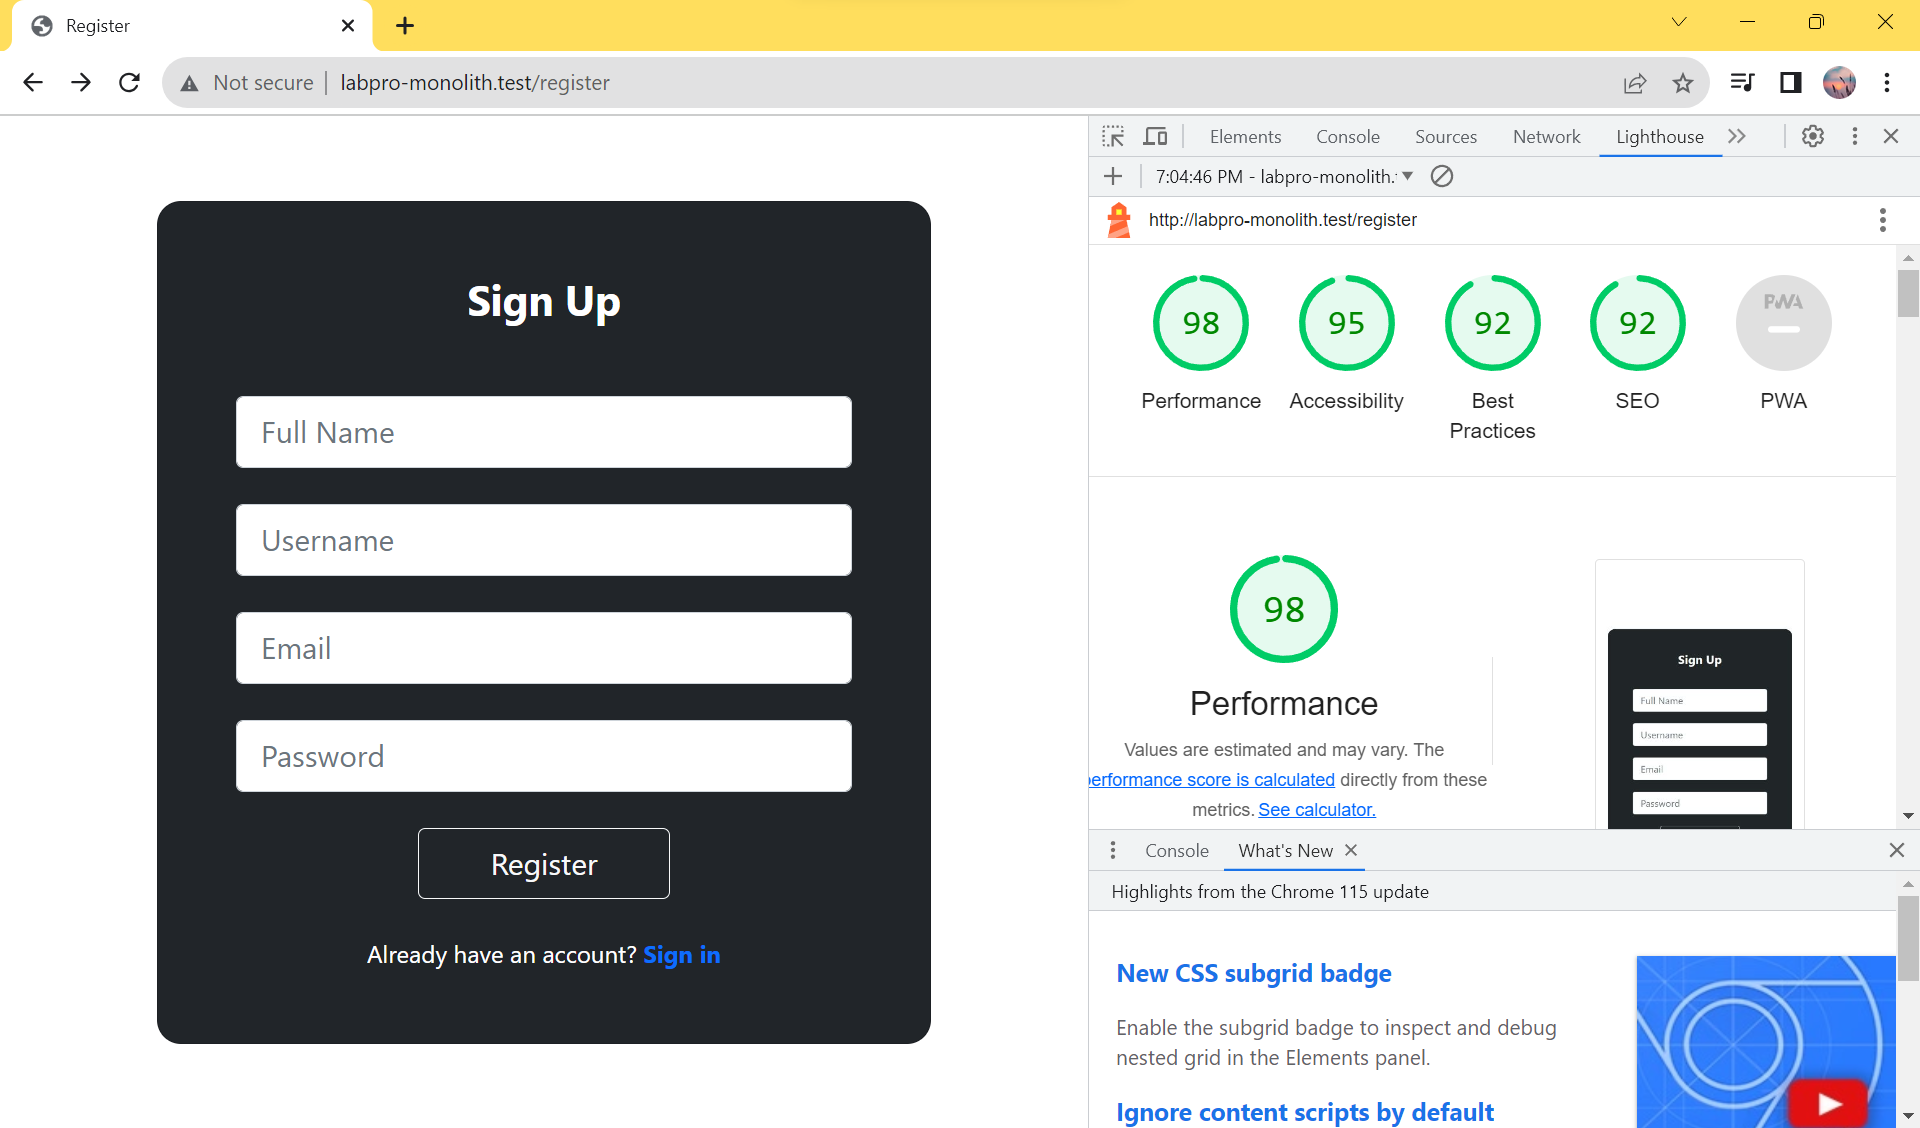 Register
Not secure
labpro-monolith.test/register
Sign Up
Full Name
Username
Email
Password
Register
Already have an account? Sign in
Elements
Console
Sources
Network
Lighthouse
7:04:46 PM - labpro-monolith.
http://labpro-monolith.test/register
98
95
92
92
PWA
Performance
Accessibility
Best
Practices
SEO
PWA
98
Performance
Values are estimated and may vary. The
performance score is calculated directly from these
metrics. See calculator.
Sign Up
Full Name
Username
Email
Password
Console
What's New
Highlights from the Chrome 115 update
New CSS subgrid badge
Enable the subgrid badge to inspect and debug
nested grid in the Elements panel.
Ignore content scripts by default